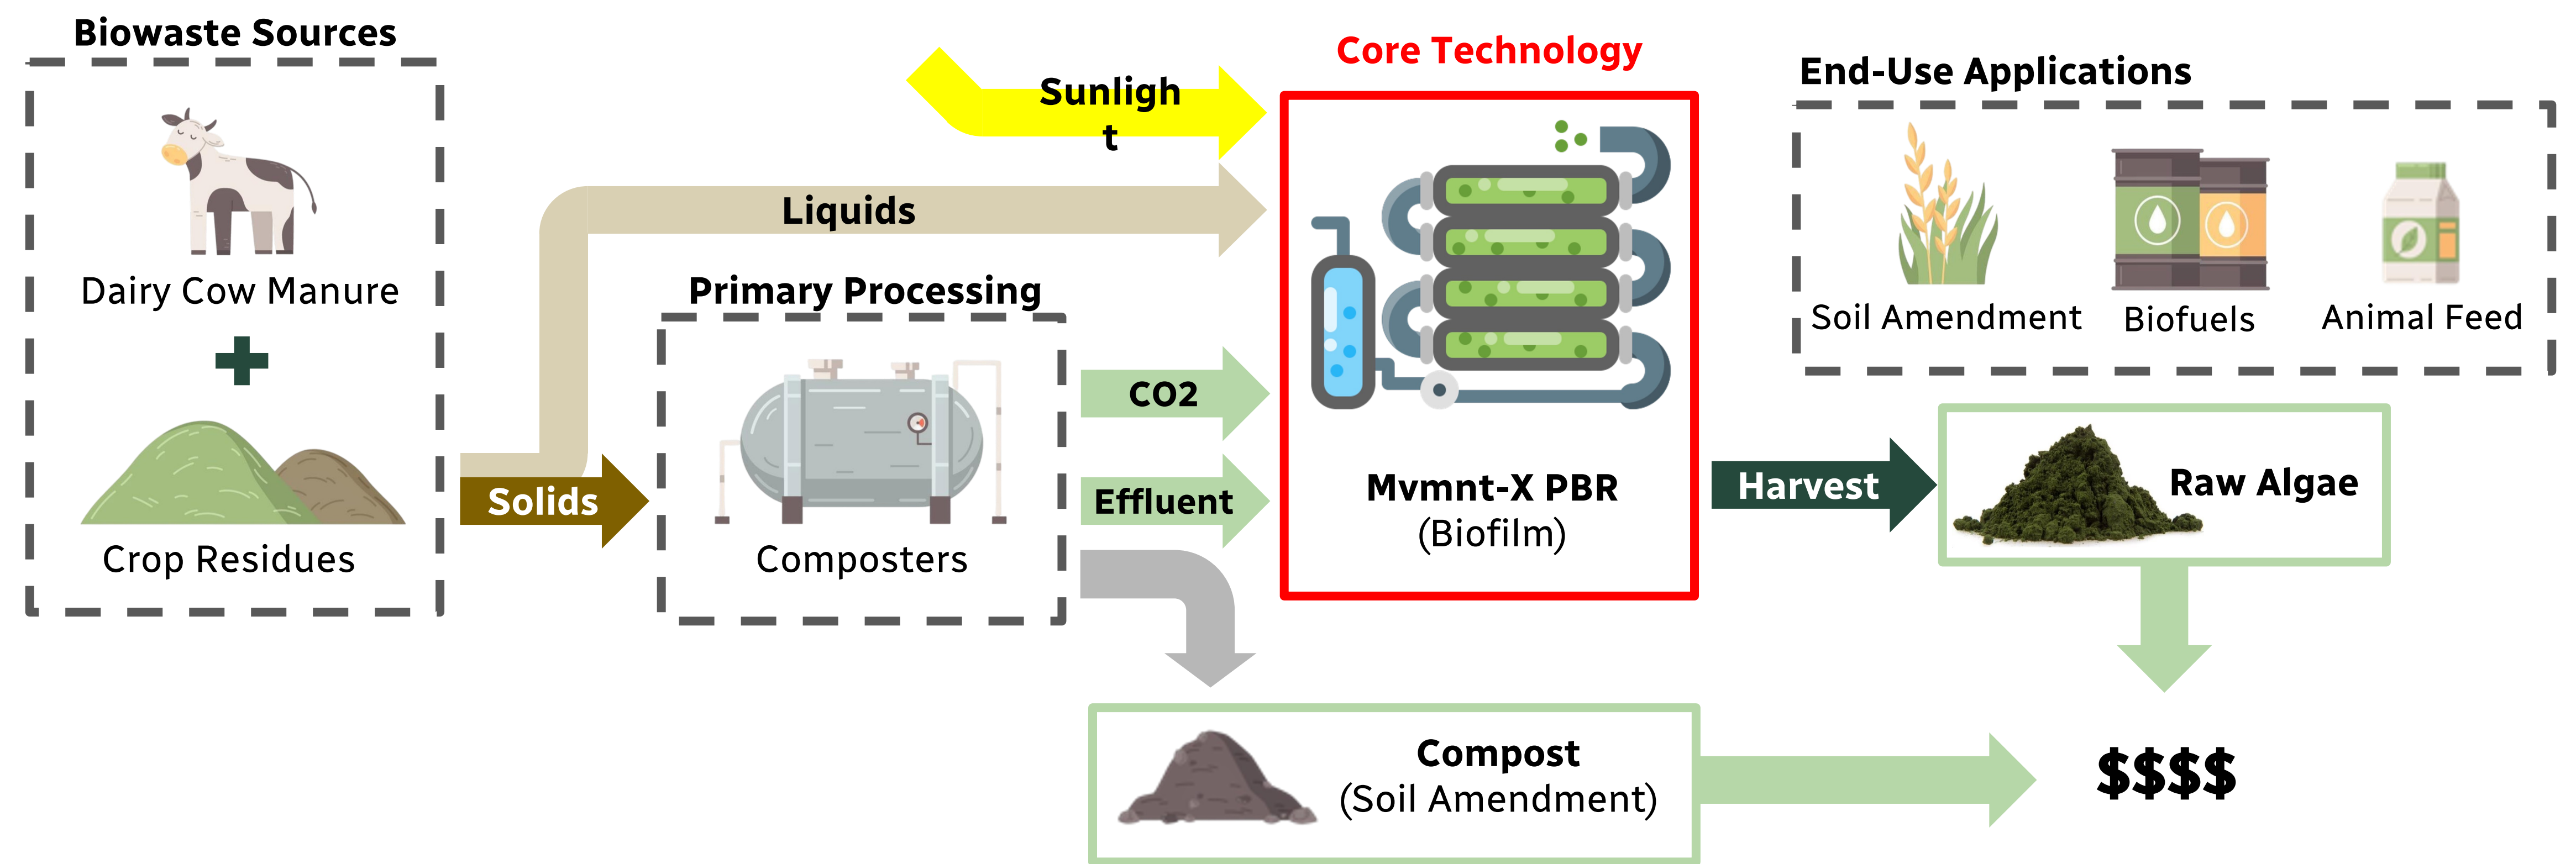 Biowaste Sources
Dairy Cow Manure
Crop Residues
Solids
Liquids
Sunligh
t
Primary Processing
Composters
CO2
Effluent
Core Technology
Mvmnt-X PBR
(Biofilm)
Harvest
End-Use Applications
Soil Amendment
Biofuels
Animal Feed
Raw Algae
Compost
(Soil Amendment)
$$$$